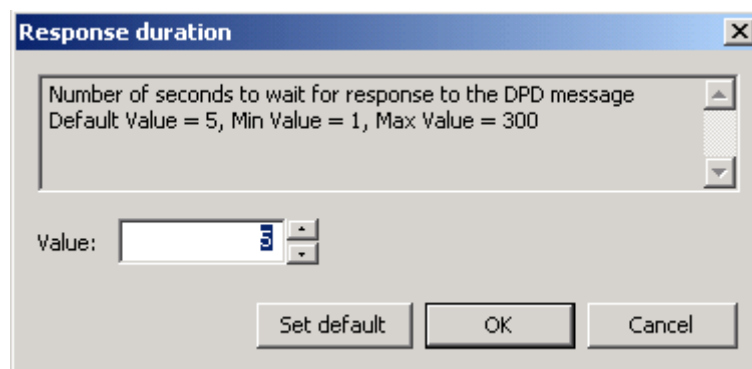 Response duration
Number of seconds to wait for response to the DPD message
Default Value = 5, Min Value = 1, Max Value = 300
Value: 5
Set default OK Cancel